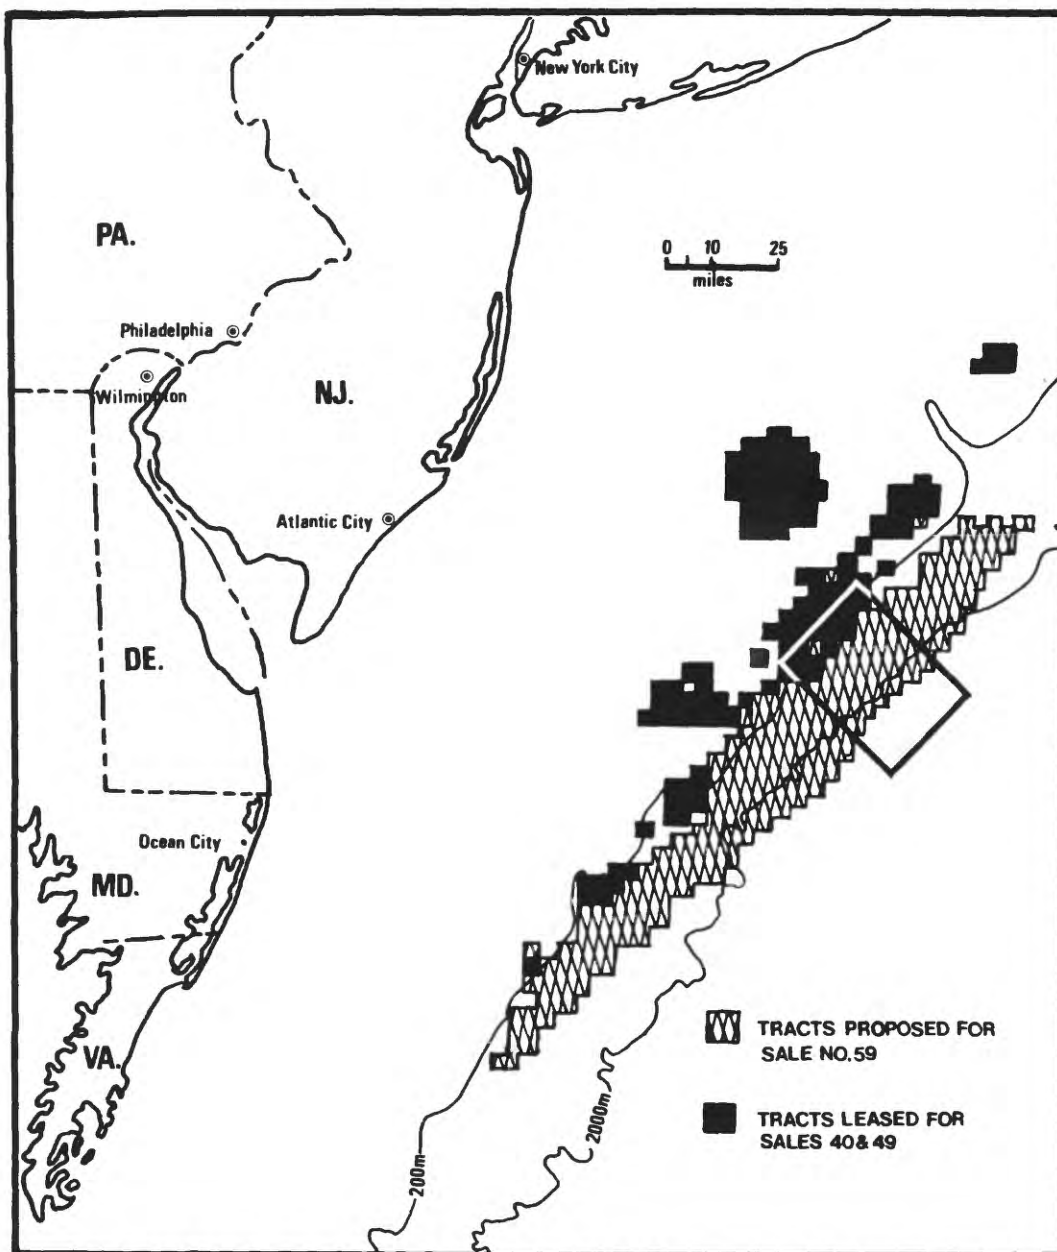 New York City
PA.
0 10 25
miles
Philadelphia
Wilmington
NJ.
Atlantic City
DE.
Ocean City
MD.
VA.
TRACTS PROPOSED FOR
SALE NO.59
TRACTS LEASED FOR
SALES 40&49
200m
2000m